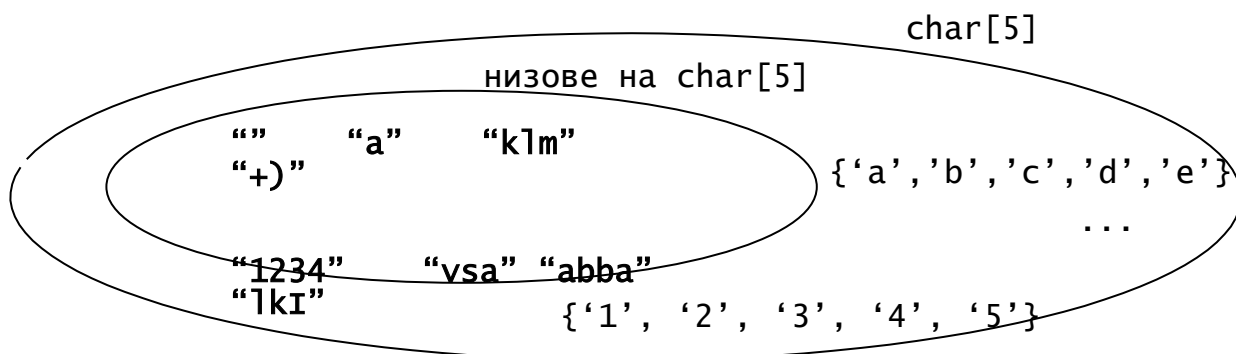 char[5]
низове на char[5]
“” “a” “klm”
“+)” {‘a’,’b’,’c’,’d’,’e’}
...
“1234” “vsa” “abba”
“lkI” {‘1’, ‘2’, ‘3’, ‘4’, ‘5’}